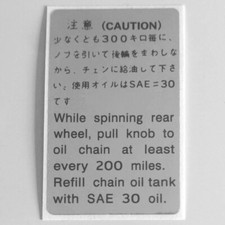 注意 (CAUTION)
少なくとも300キロ毎に、
ノブを引いて後輪をまわしな
がら、チェンに給油して下さ
い。使用オイルはSAE#30
です
While spinning rear
wheel, pull knob to
oil chain at least
every 200 miles.
Refill chain oil tank
with SAE 30 oil.